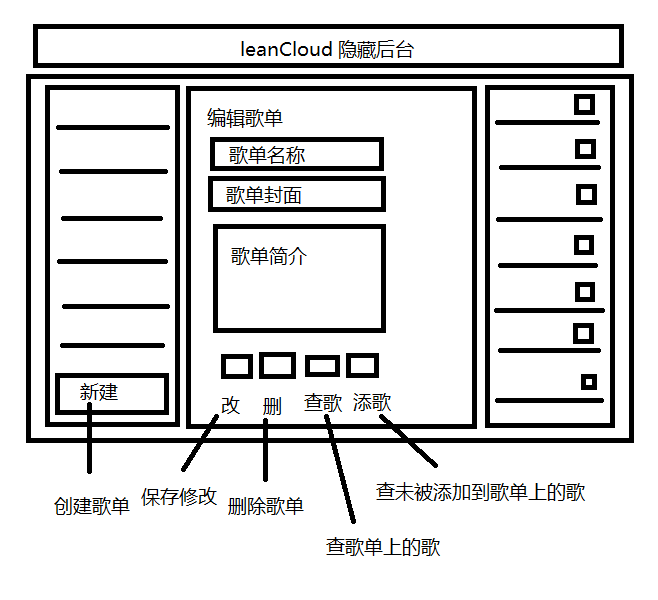 leanCloud 隐藏后台
编辑歌单
歌单名称
歌单封面
歌单简介
新建
改 删 查歌 添歌
创建歌单 保存修改 删除歌单 查未被添加到歌单上的歌
查歌单上的歌